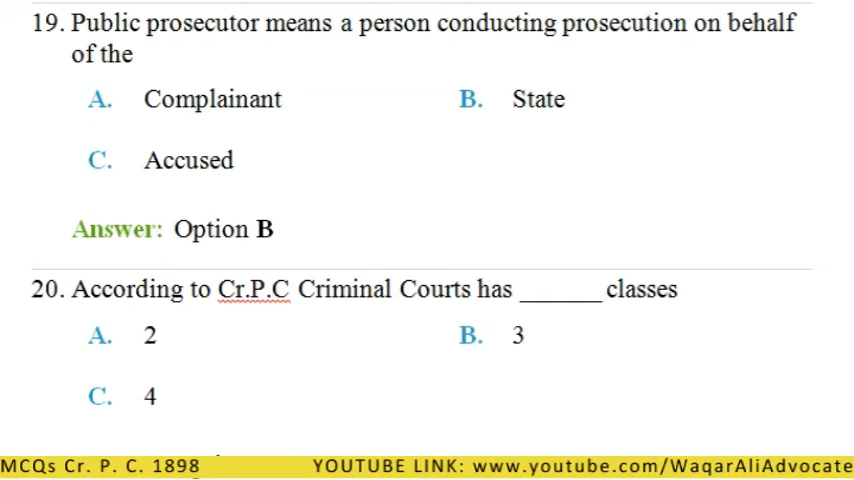 19. Public prosecutor means a person conducting prosecution on behalf
of the
A. Complainant B. State
C. Accused
Answer: Option B
20. According to Cr.P.C Criminal Courts has ______ classes
A. 2 B. 3
C. 4
MCQs Cr. P. C. 1898 YOUTUBE LINK: www.youtube.com/WaqarAliAdvocate